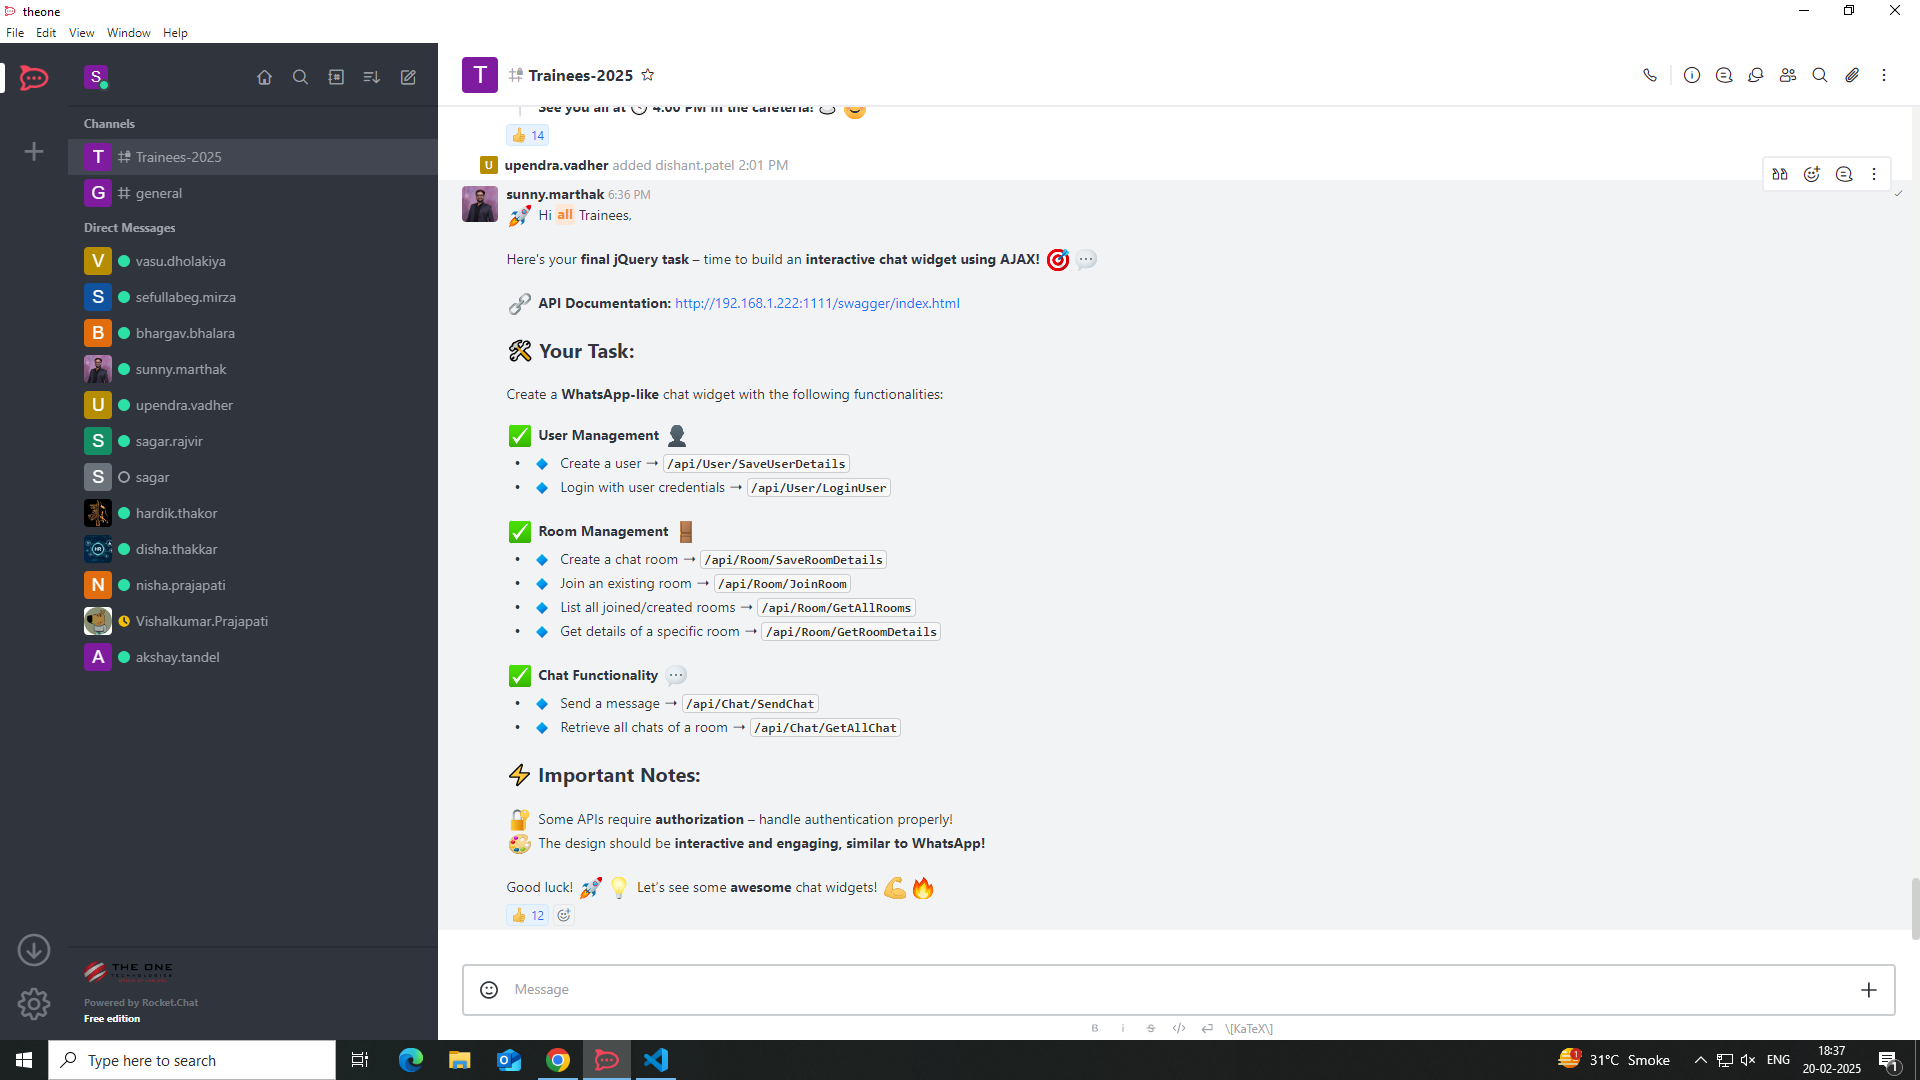 theone
File Edit View Window Help
S
Channels
T Trainees-2025
G general
Direct Messages
V vasu.dholakiya
S sefullabeg.mirza
B bhargav.bhalara
sunny.marthak
U upendra.vadher
S sagar.rajvir
S sagar
hardik.thakor
HR disha.thakkar
N nisha.prajapati
Vishalkumar.Prajapati
A akshay.tandel
THE ONE
TECHNOLOGIES
Powered by Rocket.Chat
Free edition
T Trainees-2025
See you all at 4:00 PM in the cafeteria!
14
U upendra.vadher added dishant.patel 2:01 PM
sunny.marthak 6:36 PM
Hi all Trainees,
Here's your final jQuery task – time to build an interactive chat widget using AJAX!
API Documentation: http://192.168.1.222:1111/swagger/index.html
Your Task:
Create a WhatsApp-like chat widget with the following functionalities:
User Management
• Create a user → /api/User/SaveUserDetails
• Login with user credentials → /api/User/LoginUser
Room Management
• Create a chat room → /api/Room/SaveRoomDetails
• Join an existing room → /api/Room/JoinRoom
• List all joined/created rooms → /api/Room/GetAllRooms
• Get details of a specific room → /api/Room/GetRoomDetails
Chat Functionality
• Send a message → /api/Chat/SendChat
• Retrieve all chats of a room → /api/Chat/GetAllChat
Important Notes:
Some APIs require authorization – handle authentication properly!
The design should be interactive and engaging, similar to WhatsApp!
Good luck! Let's see some awesome chat widgets!
12
Message
B i S </> \[KaTeX\]
Type here to search
1 31°C Smoke ENG 18:37
20-02-2025 1